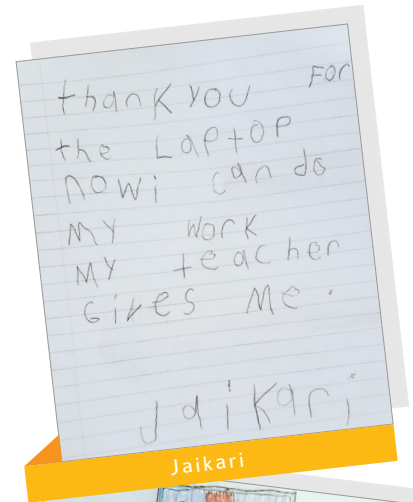 thanK YOU FOr
the LaPtOP
nowi can do
MY WOrK
MY teacher
GiVeS Me.
JaiKari
Jaikari